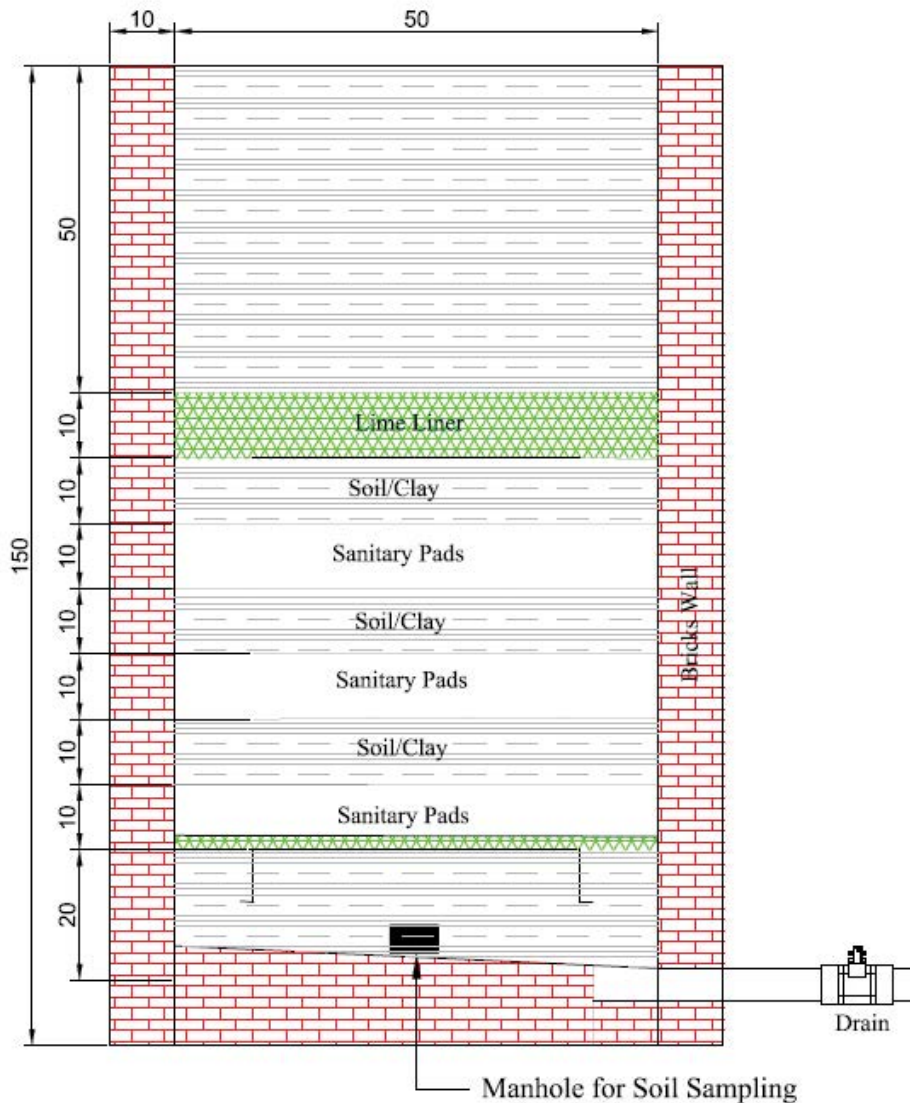 10
50
50
150
10
Lime Liner
10
Soil/Clay
10
Sanitary Pads
10
Soil/Clay
10
Sanitary Pads
Bricks Wall
10
Soil/Clay
10
Sanitary Pads
20
Drain
Manhole for Soil Sampling